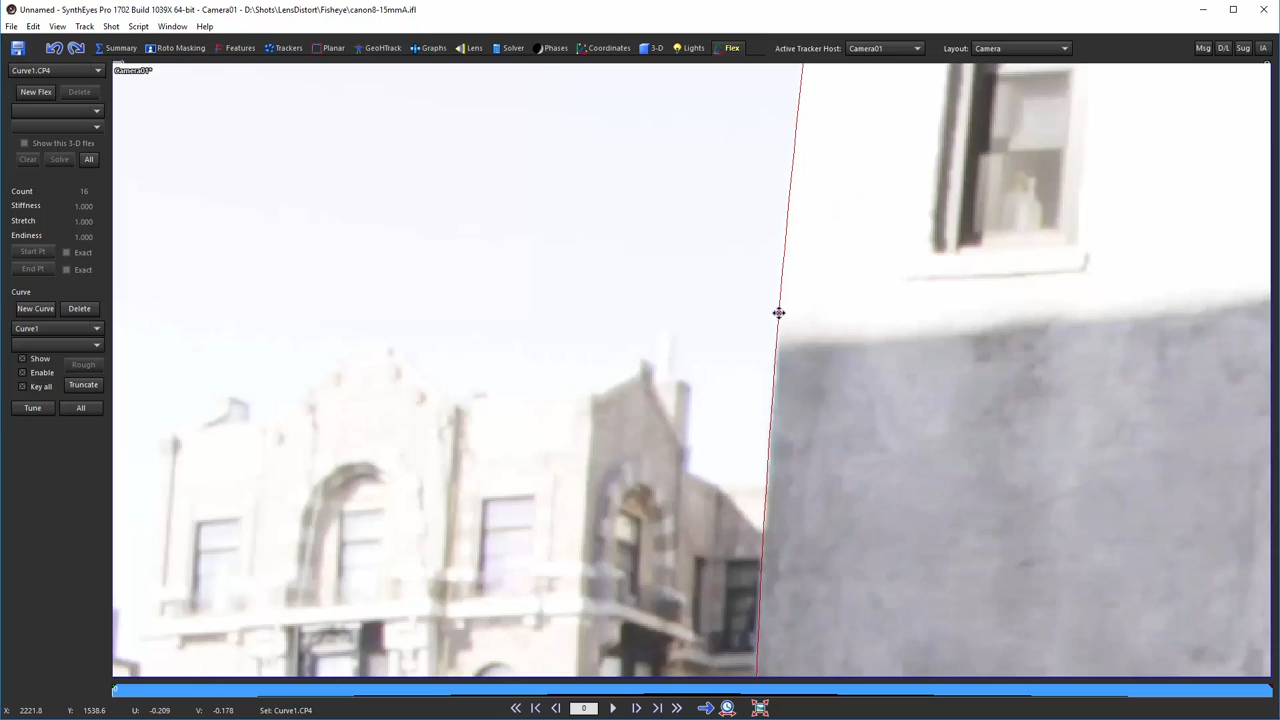 Unnamed - SynthEyes Pro 1702 Build 1039X 64-bit - Camera01 - D:\Shots\LensDistort\Fisheye\canon8-15mmA.ifl
File Edit View Track Shot Script Window Help
Summary Roto Masking Features Trackers Planar GeoHTrack Graphs Lens Solver Phases Coordinates 3-D Lights Flex Active Tracker Host: Camera01 Layout: Camera Msg D/L Sug IA
Curve1.CP4
Camera01*
New Flex Delete
Show this 3-D flex
Clear Solve All
Count 16
Stiffness 1.000
Stretch 1.000
Endiness 1.000
Start Pt Exact
End Pt Exact
Curve
New Curve Delete
Curve1
Show Rough
Enable
Key all Truncate
Tune All
0
X: 2221.8 Y: 1538.6 U: -0.209 V: -0.178 Sel: Curve1.CP4 0